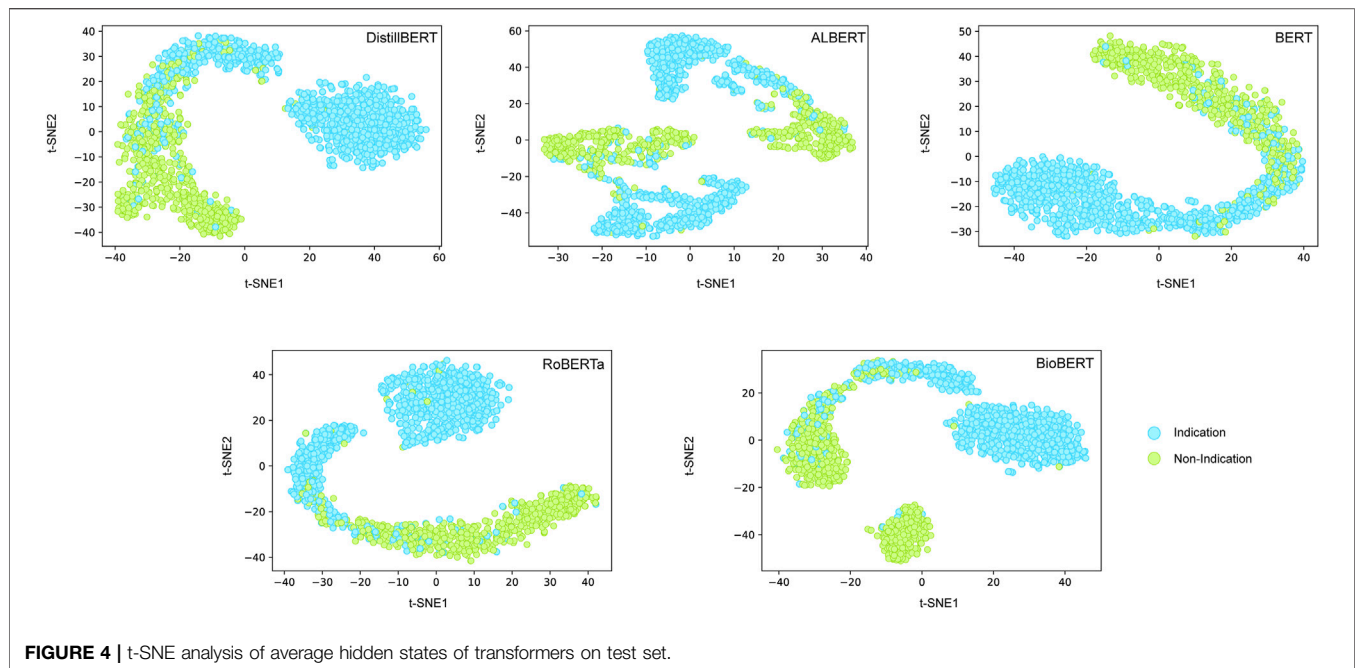 DistillBERT
40
30
20
10
0
−10
−20
−30
−40
t-SNE2
−40 −20 0 20 40 60
t-SNE1
ALBERT
60
40
20
0
−20
−40
t-SNE2
−30 −20 −10 0 10 20 30 40
t-SNE1
BERT
50
40
30
20
10
0
−10
−20
−30
t-SNE2
−40 −20 0 20 40
t-SNE1
RoBERTa
40
20
0
−20
−40
t-SNE2
−40 −30 −20 −10 0 10 20 30 40
t-SNE1
BioBERT
20
0
−20
−40
t-SNE2
−40 −20 0 20 40
t-SNE1
Indication
Non-Indication
FIGURE 4 | t-SNE analysis of average hidden states of transformers on test set.